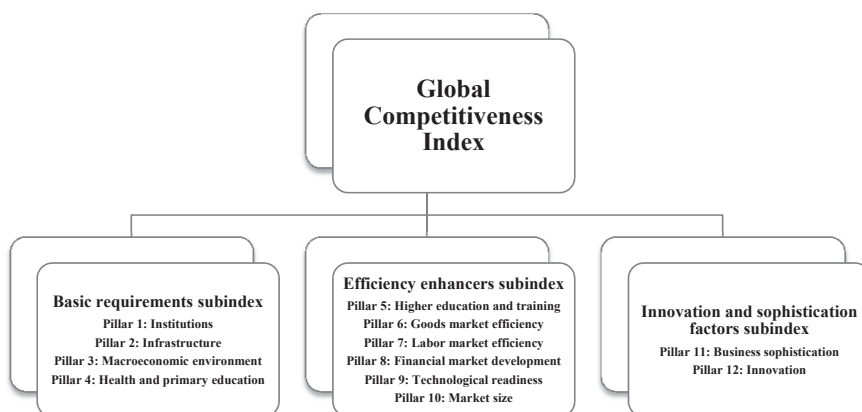 Global
Competitiveness
Index
Basic requirements subindex
Pillar 1: Institutions
Pillar 2: Infrastructure
Pillar 3: Macroeconomic environment
Pillar 4: Health and primary education
Efficiency enhancers subindex
Pillar 5: Higher education and training
Pillar 6: Goods market efficiency
Pillar 7: Labor market efficiency
Pillar 8: Financial market development
Pillar 9: Technological readiness
Pillar 10: Market size
Innovation and sophistication
factors subindex
Pillar 11: Business sophistication
Pillar 12: Innovation